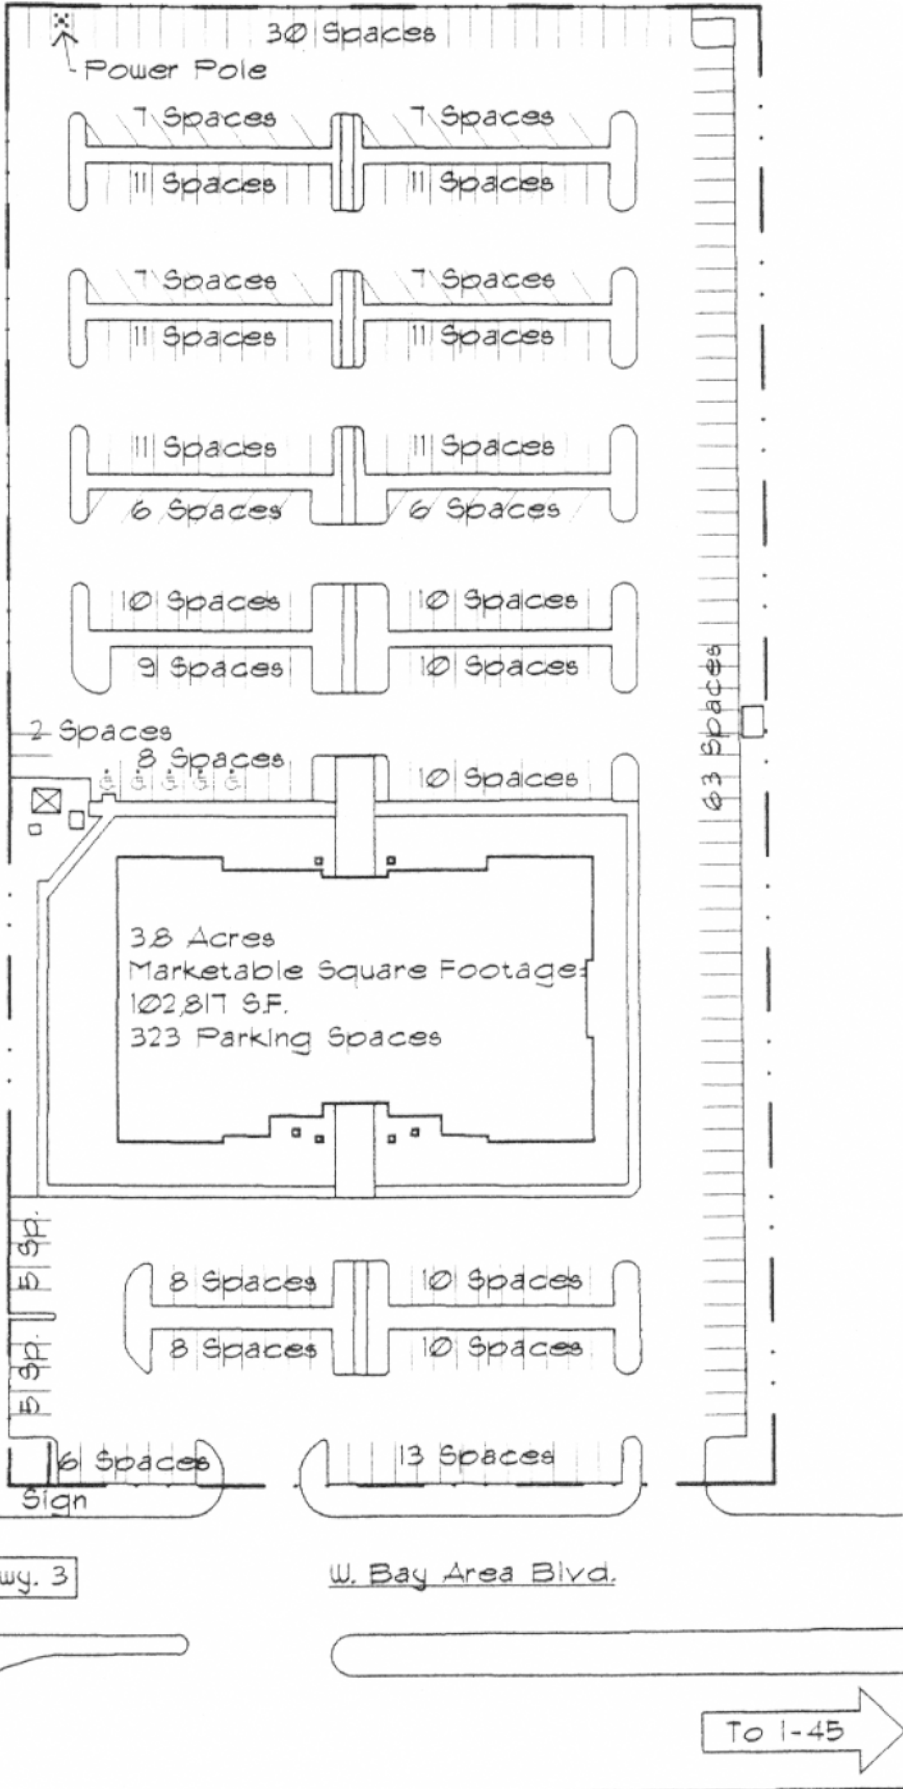 30 Spaces
Power Pole
7 Spaces 7 Spaces
11 Spaces 11 Spaces
7 Spaces 7 Spaces
11 Spaces 11 Spaces
11 Spaces 11 Spaces
6 Spaces 6 Spaces
10 Spaces 10 Spaces
9 Spaces 10 Spaces
63 Spaces
2 Spaces
8 Spaces 10 Spaces
3.8 Acres
Marketable Square Footage:
102,817 S.F.
323 Parking Spaces
5 Sp.
8 Spaces 10 Spaces
8 Spaces 10 Spaces
5 Sp.
6 Spaces 13 Spaces
Sign
wy. 3
W. Bay Area Blvd.
To I-45